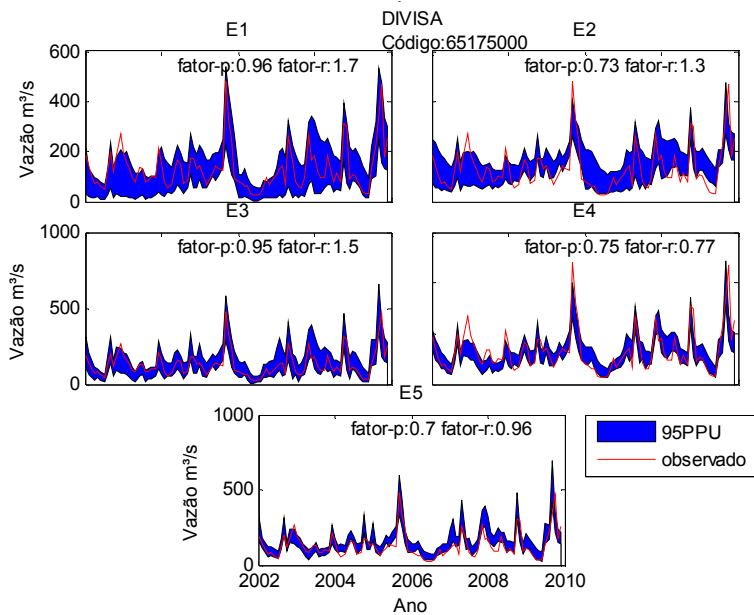 DIVISA
Código:65175000
E1
E2
fator-p:0.96 fator-r:1.7
fator-p:0.73 fator-r:1.3
Vazão m³/s
600
400
200
0
E3
E4
fator-p:0.95 fator-r:1.5
fator-p:0.75 fator-r:0.77
Vazão m³/s
1000
500
0
E5
fator-p:0.7 fator-r:0.96
Vazão m³/s
1000
500
0
2002 2004 2006 2008 2010
Ano
95PPU
observado